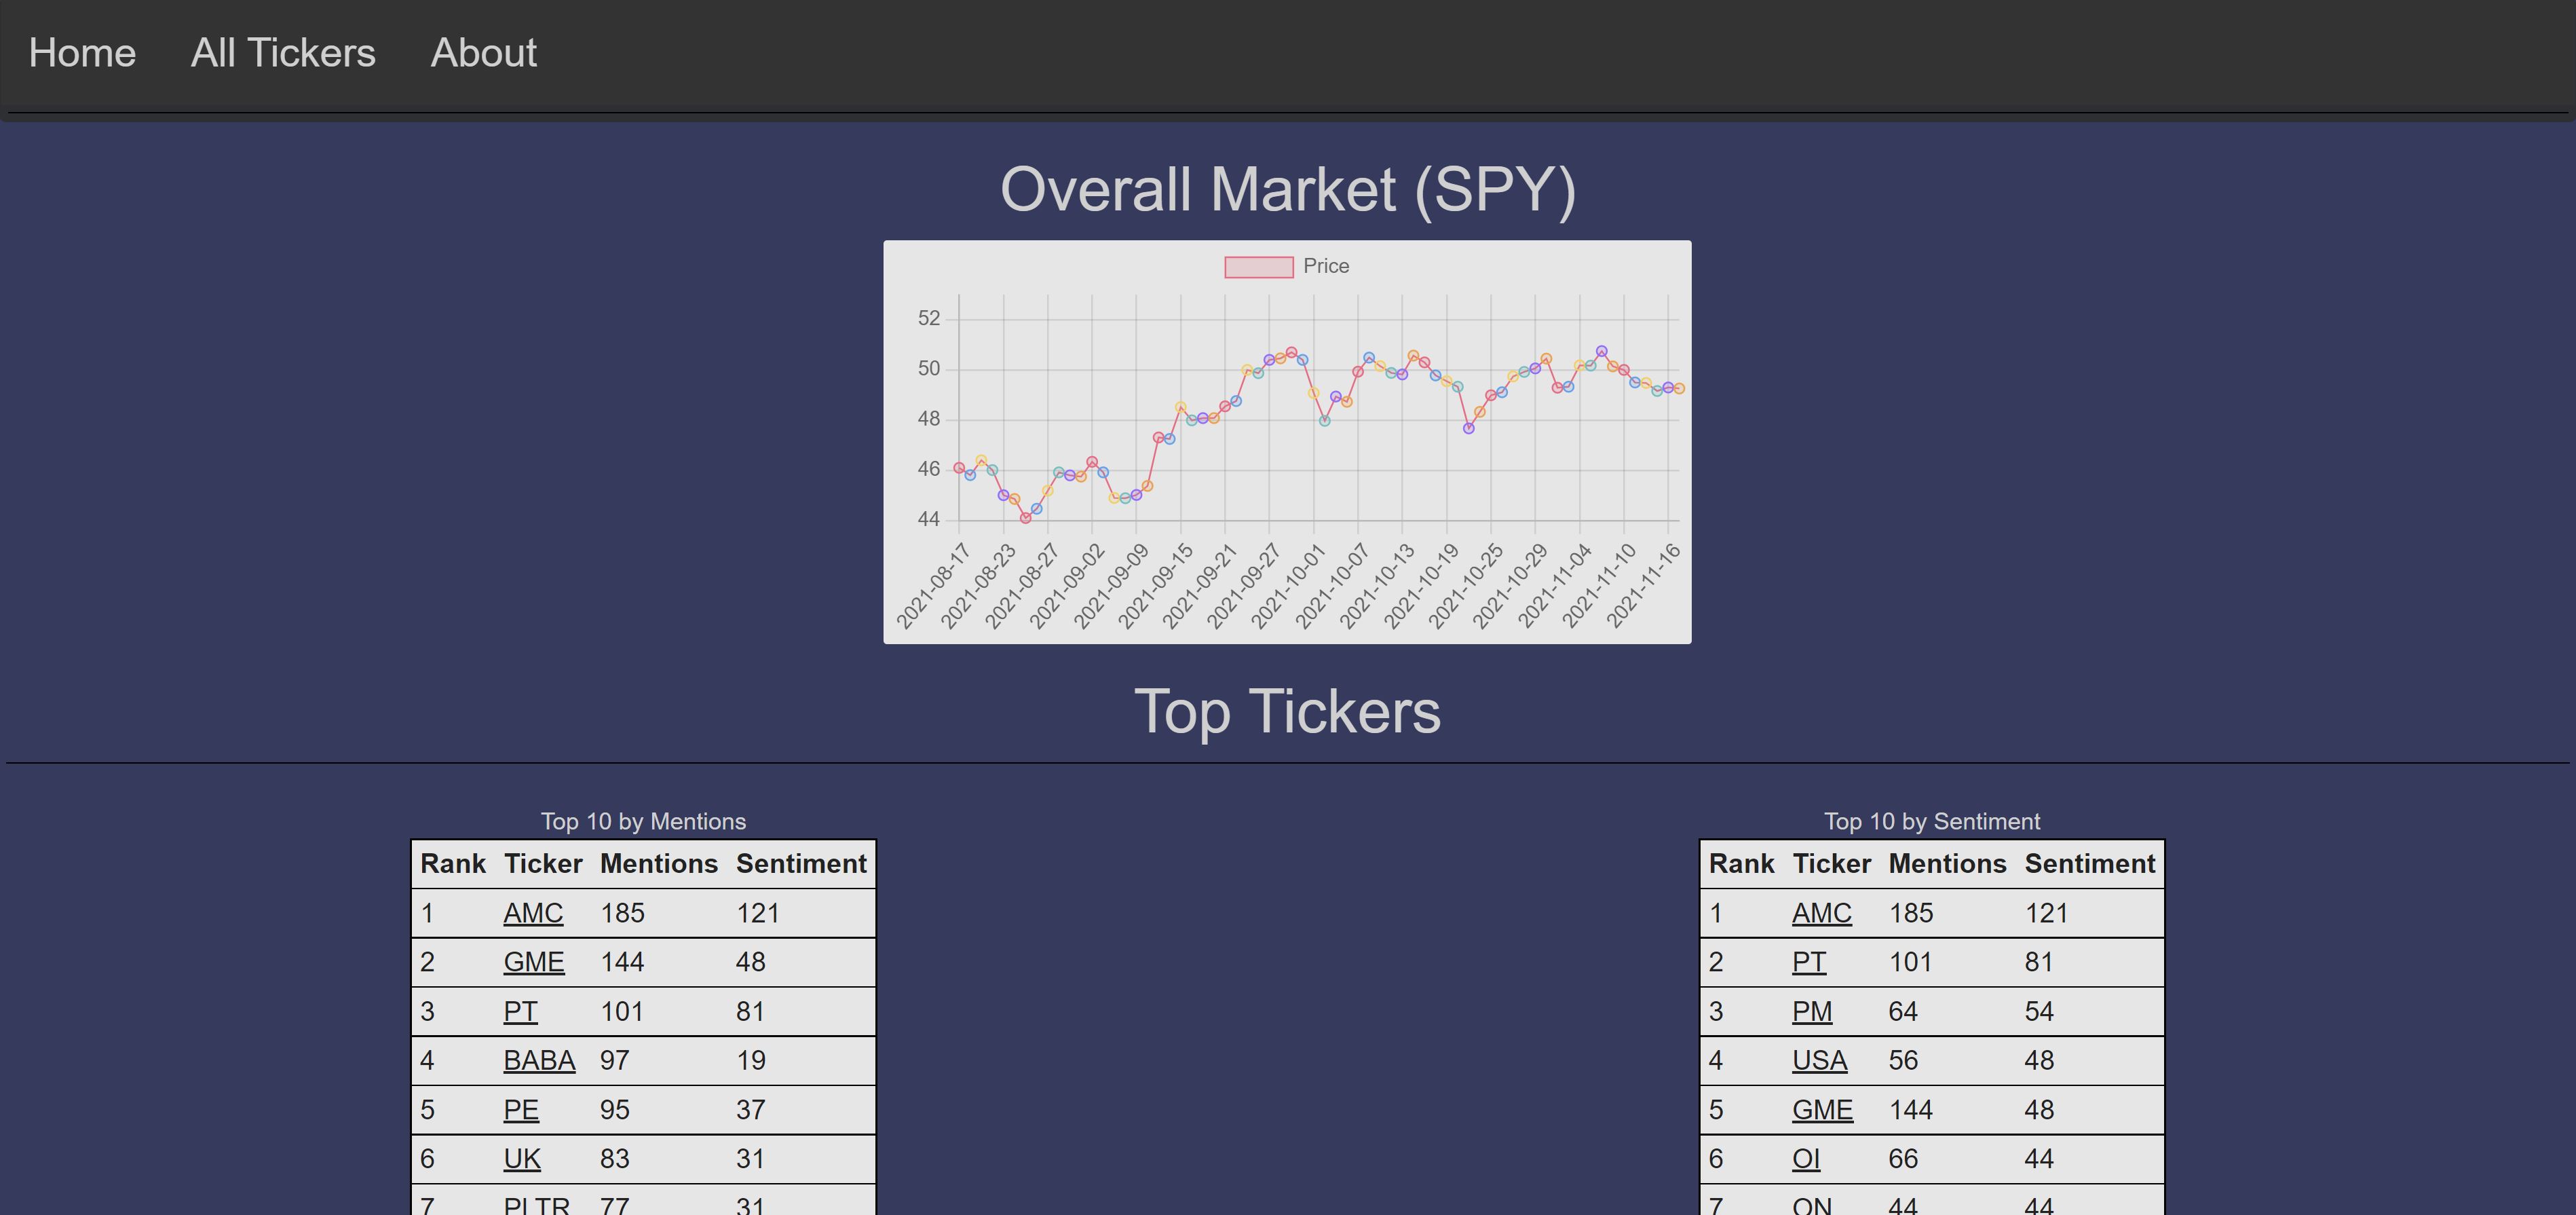 Home All Tickers About
Overall Market (SPY)
Price
52
50
48
46
44
2021-08-17
2021-08-23
2021-08-27
2021-09-02
2021-09-09
2021-09-15
2021-09-21
2021-09-27
2021-10-01
2021-10-07
2021-10-13
2021-10-19
2021-10-25
2021-10-29
2021-11-04
2021-11-10
2021-11-16
Top Tickers
Top 10 by Mentions
Rank Ticker Mentions Sentiment
1 AMC 185 121
2 GME 144 48
3 PT 101 81
4 BABA 97 19
5 PE 95 37
6 UK 83 31
7 PLTR 77 31
Top 10 by Sentiment
Rank Ticker Mentions Sentiment
1 AMC 185 121
2 PT 101 81
3 PM 64 54
4 USA 56 48
5 GME 144 48
6 OI 66 44
7 ON 44 44